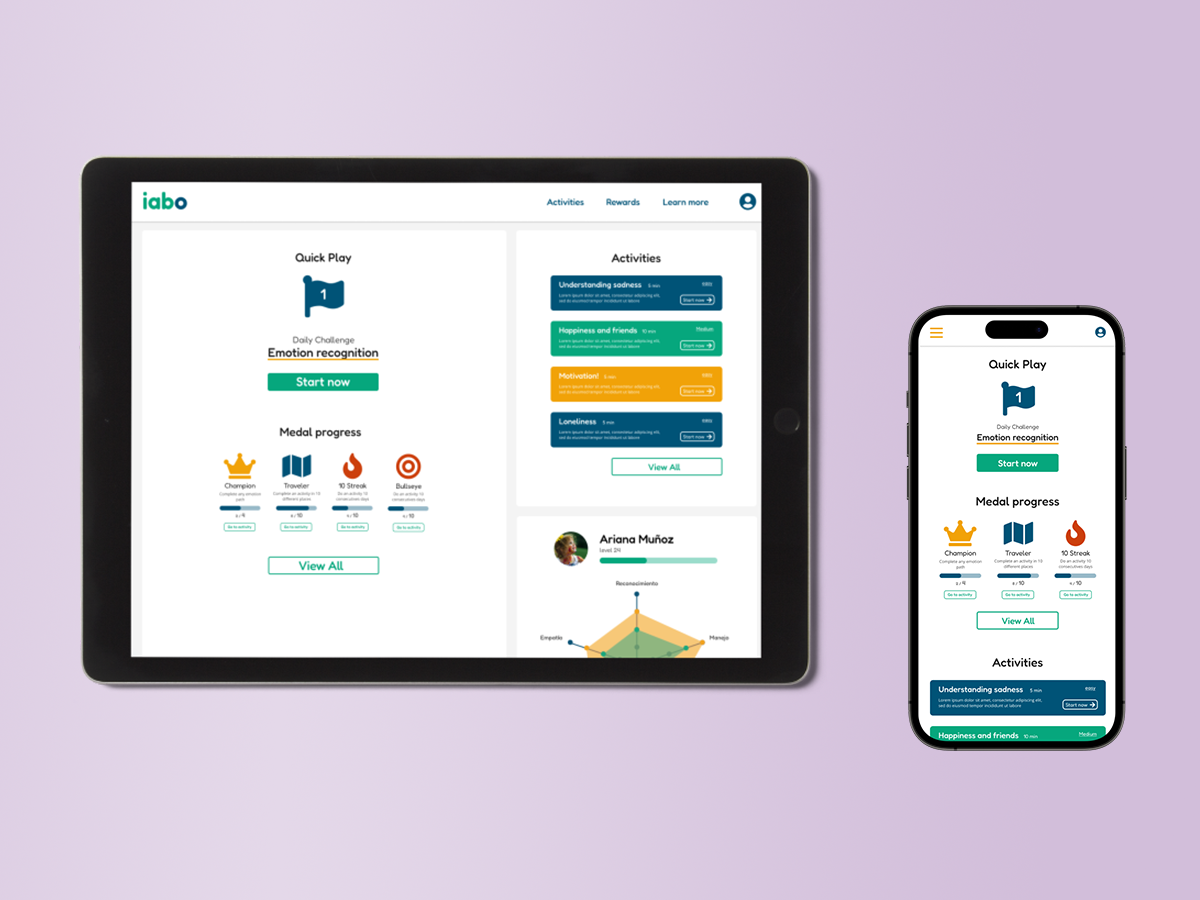 iabo
Activities Rewards Learn more
Quick Play
1
Daily Challenge
Emotion recognition
Start now
Medal progress
Champion
Complete any emotion
path
4
Go to activity
Traveler
Complete an activity in 10
different places
10
Go to activity
10 Streak
Do an activity 10
consecutives days
4 / 10
Go to activity
Bullseye
Do an activity 10
consecutives days
4 / 10
Go to activity
View All
Activities
Understanding sadness 5 min easy
Lorem ipsum dolor sit amet, consectetur adipiscing elit,
sed do eiusmod tempor incididunt ut labore
Start now
Happiness and friends 10 min Medium
Lorem ipsum dolor sit amet, consectetur adipiscing elit,
sed do eiusmod tempor incididunt ut labore
Start now
Motivation! 5 min easy
Lorem ipsum dolor sit amet, consectetur adipiscing elit,
sed do eiusmod tempor incididunt ut labore
Start now
Loneliness 5 min easy
Lorem ipsum dolor sit amet, consectetur adipiscing elit,
sed do eiusmod tempor incididunt ut labore
Start now
View All
Ariana Muñoz
level 24
Reconocimiento
Empatía
Manejo
Quick Play
1
Daily Challenge
Emotion recognition
Start now
Medal progress
Champion
Complete any emotion
path
4
Go to activity
Traveler
Complete an activity in 10
different places
10
Go to activity
10 Streak
Do an activity 10
consecutives days
4 / 10
Go to activity
View All
Activities
Understanding sadness 5 min easy
Lorem ipsum dolor sit amet, consectetur adipiscing elit,
sed do eiusmod tempor incididunt ut labore
Start now
Happiness and friends 10 min Medium